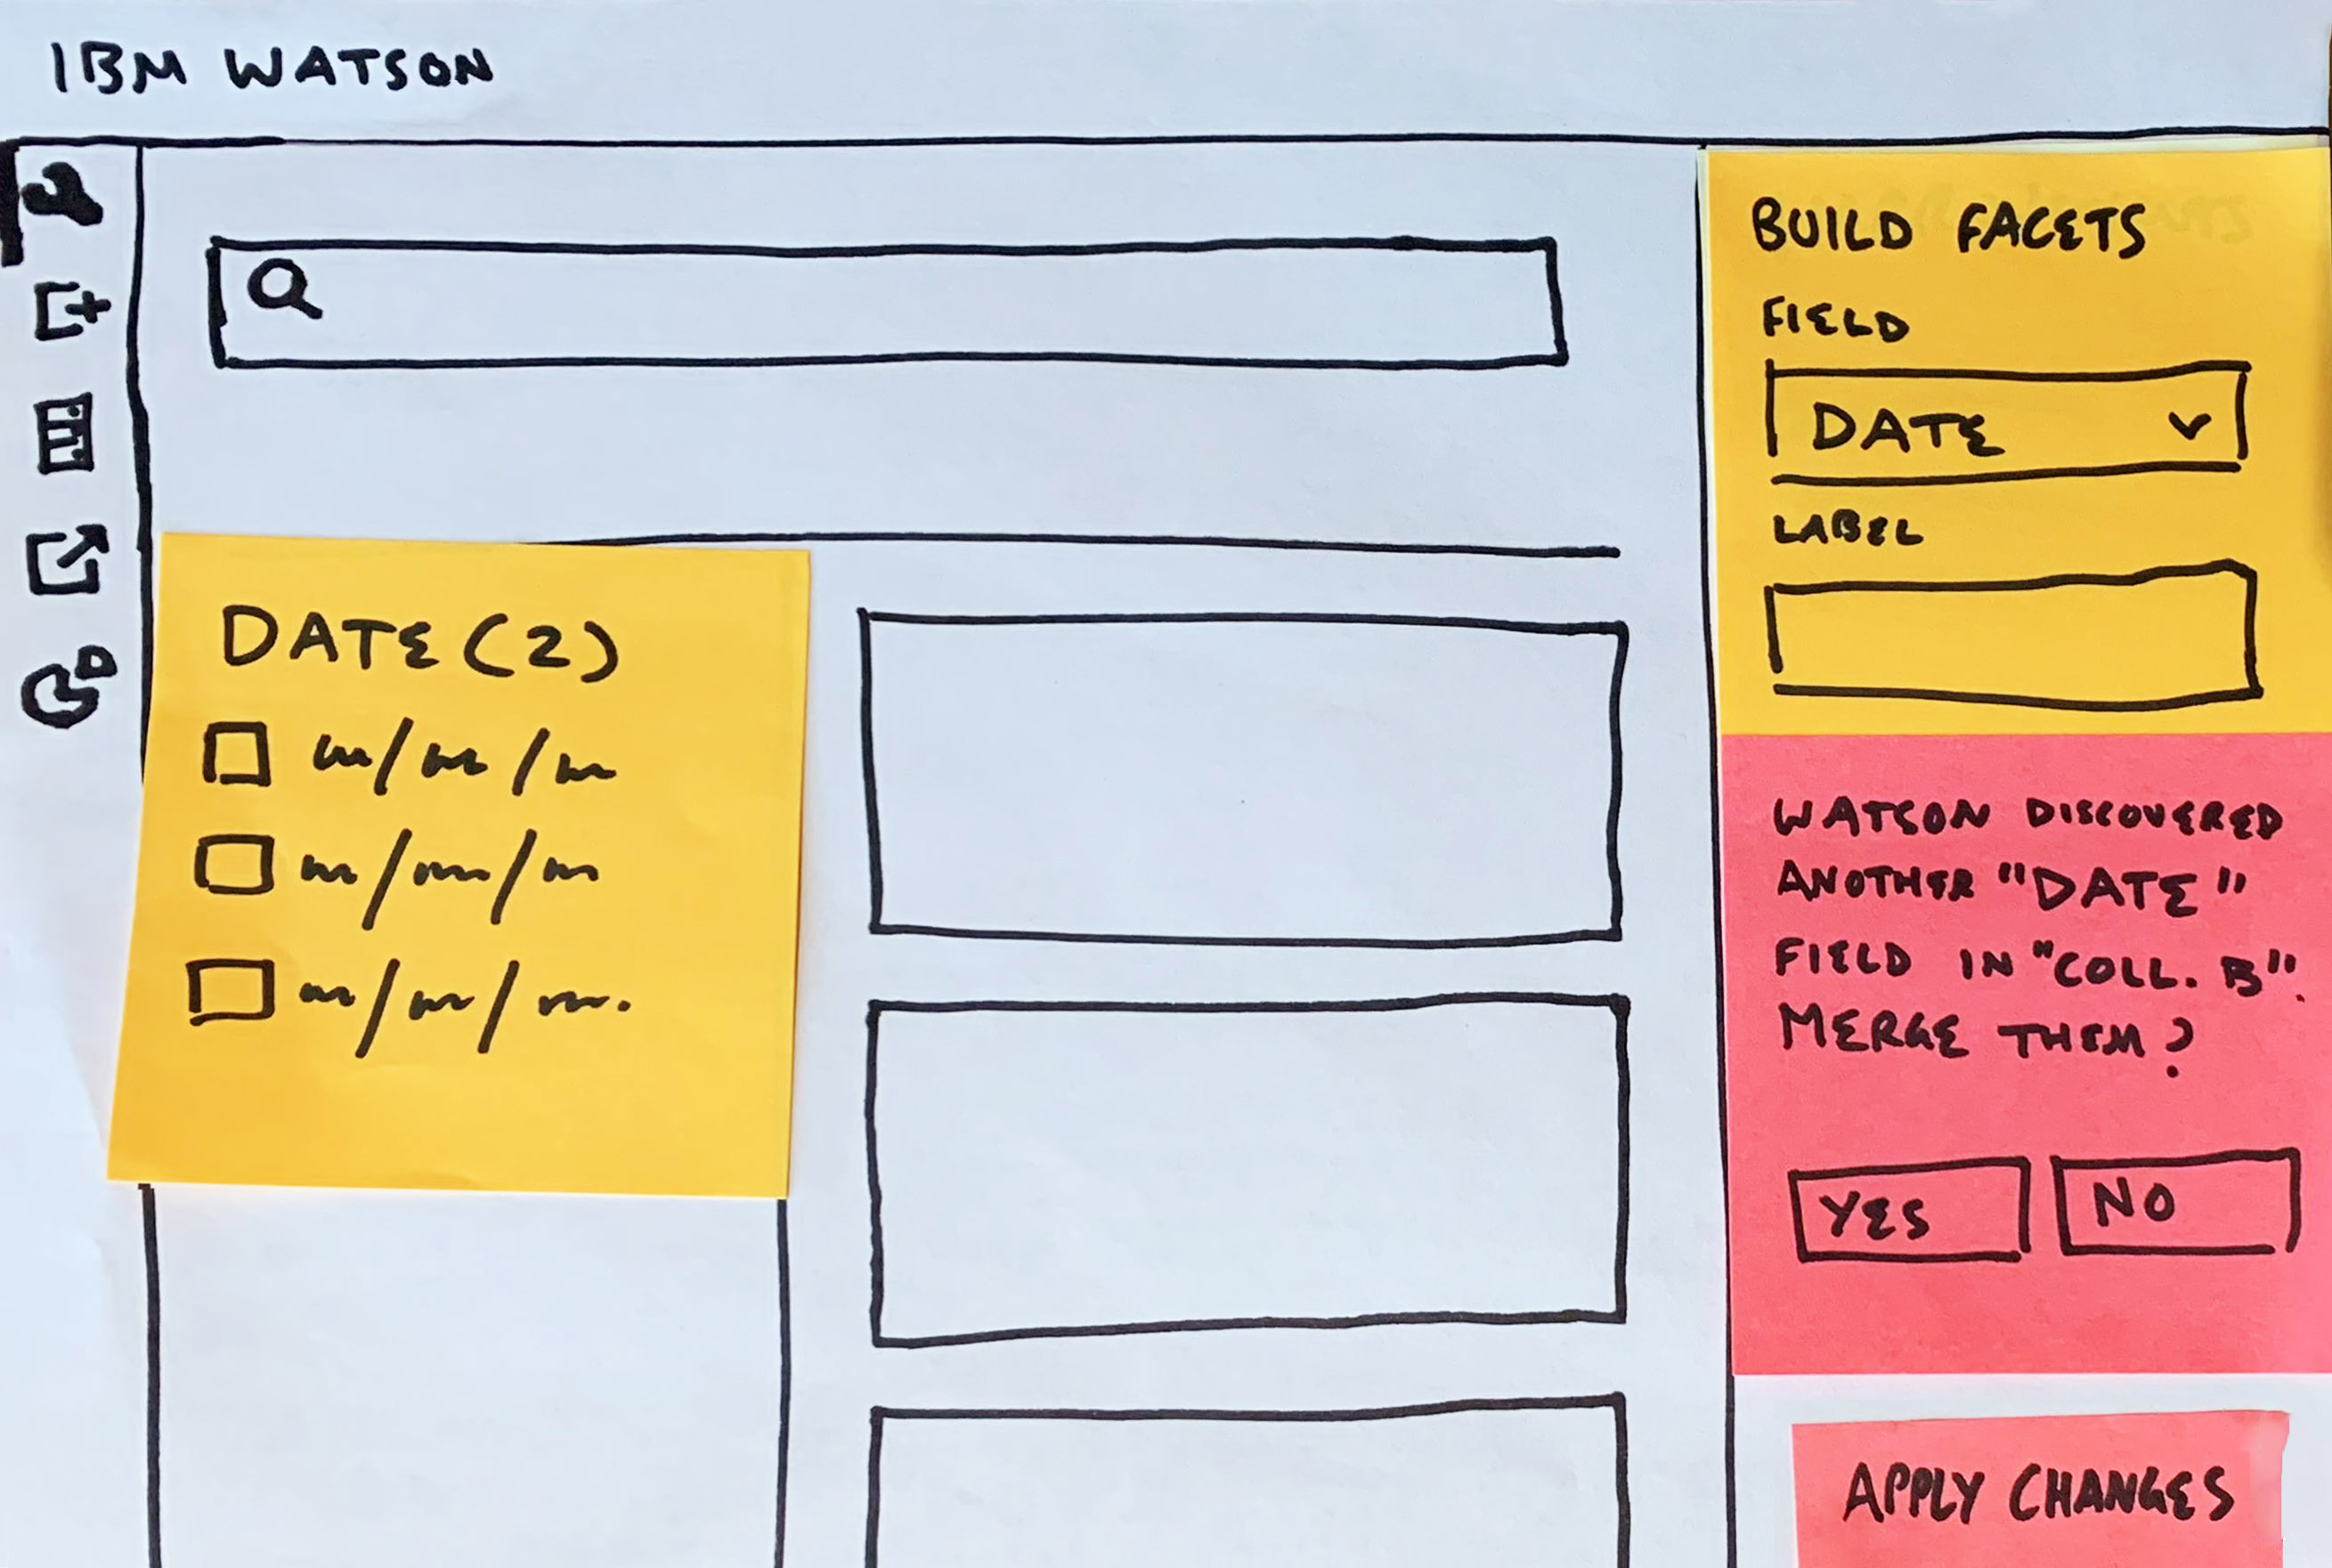 IBM WATSON
BUILD FACETS
FIELD
DATE
LABEL
DATE (2)
WATSON DISCOVERED
ANOTHER "DATE"
FIELD IN "COLL. B".
MERGE THEM?
YES
NO
APPLY CHANGES